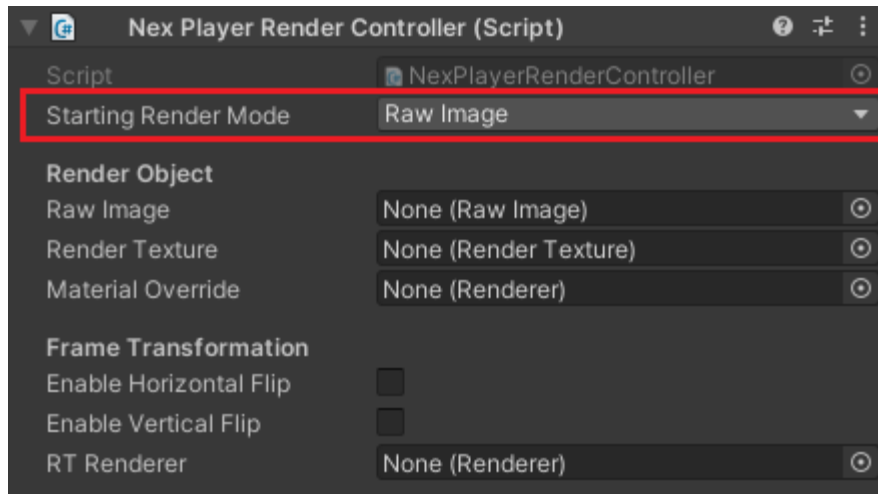 Nex Player Render Controller (Script)
Script NexPlayerRenderController
Starting Render Mode Raw Image
Render Object
Raw Image None (Raw Image)
Render Texture None (Render Texture)
Material Override None (Renderer)
Frame Transformation
Enable Horizontal Flip
Enable Vertical Flip
RT Renderer None (Renderer)